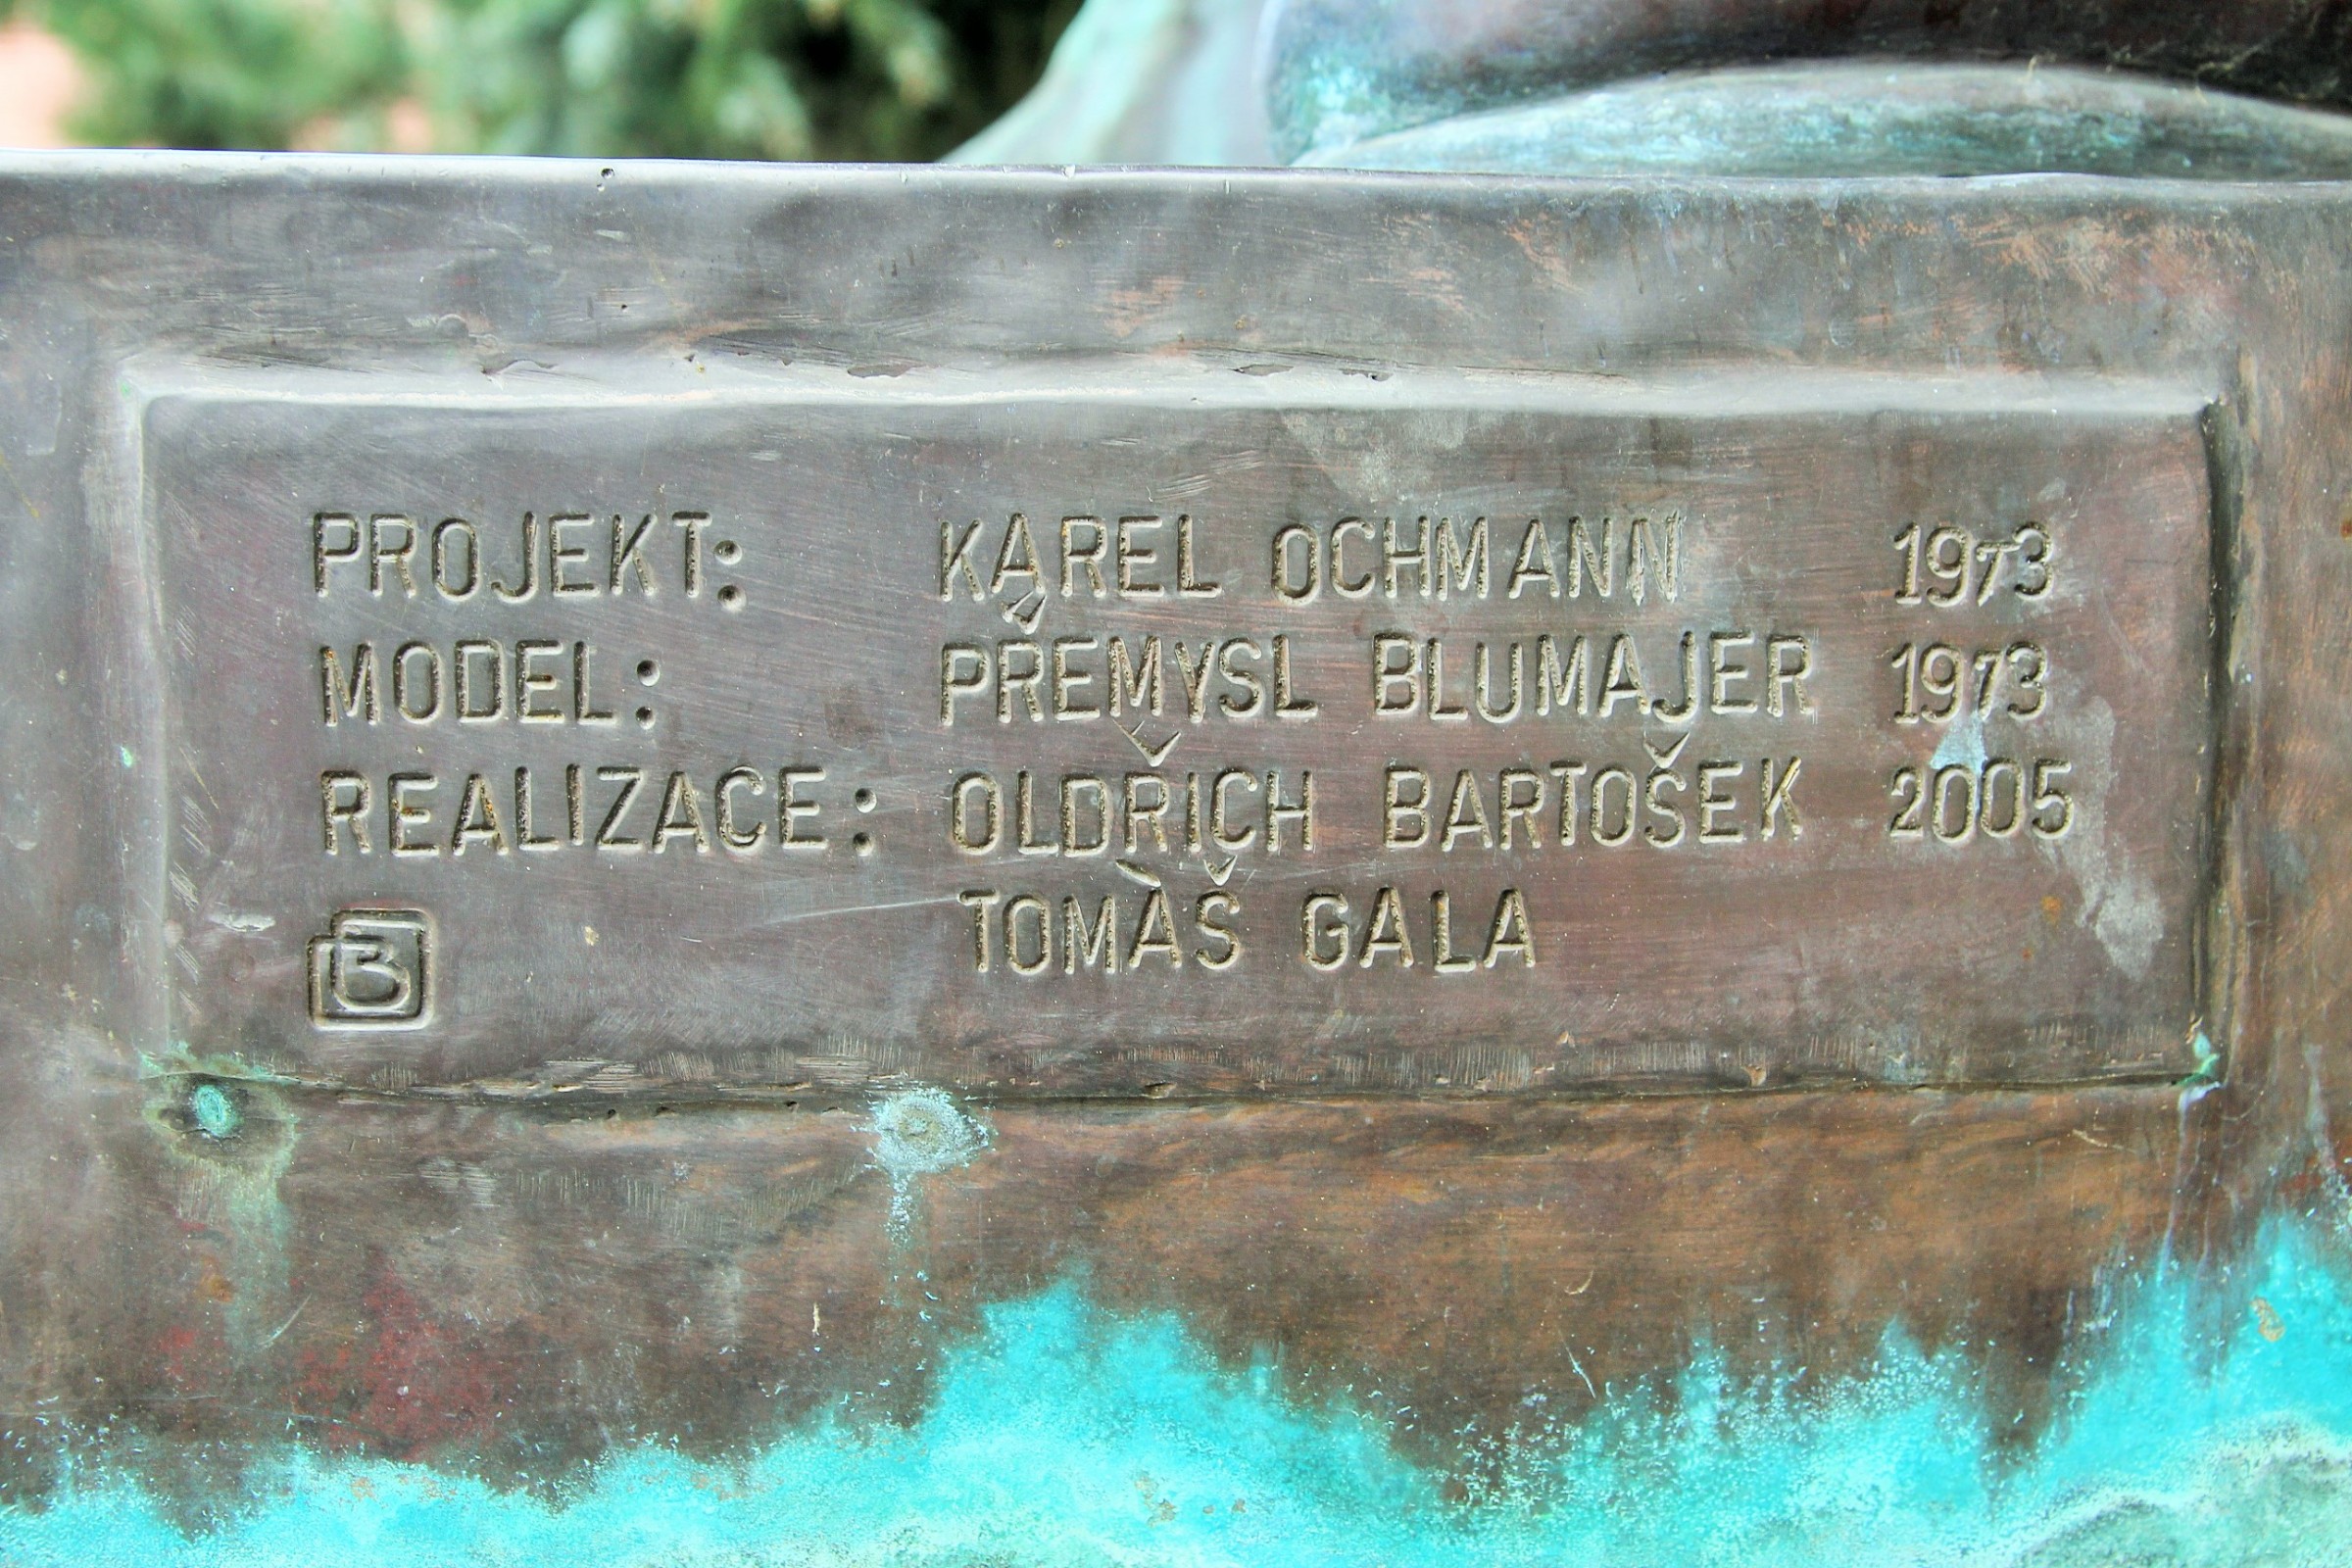 PROJEKT: KAREL OCHMANN 1973
MODEL: PŘEMYSL BLUMAJER 1973
REALIZACE: OLDŘICH BARTOŠEK 2005
TOMÀŠ GALA